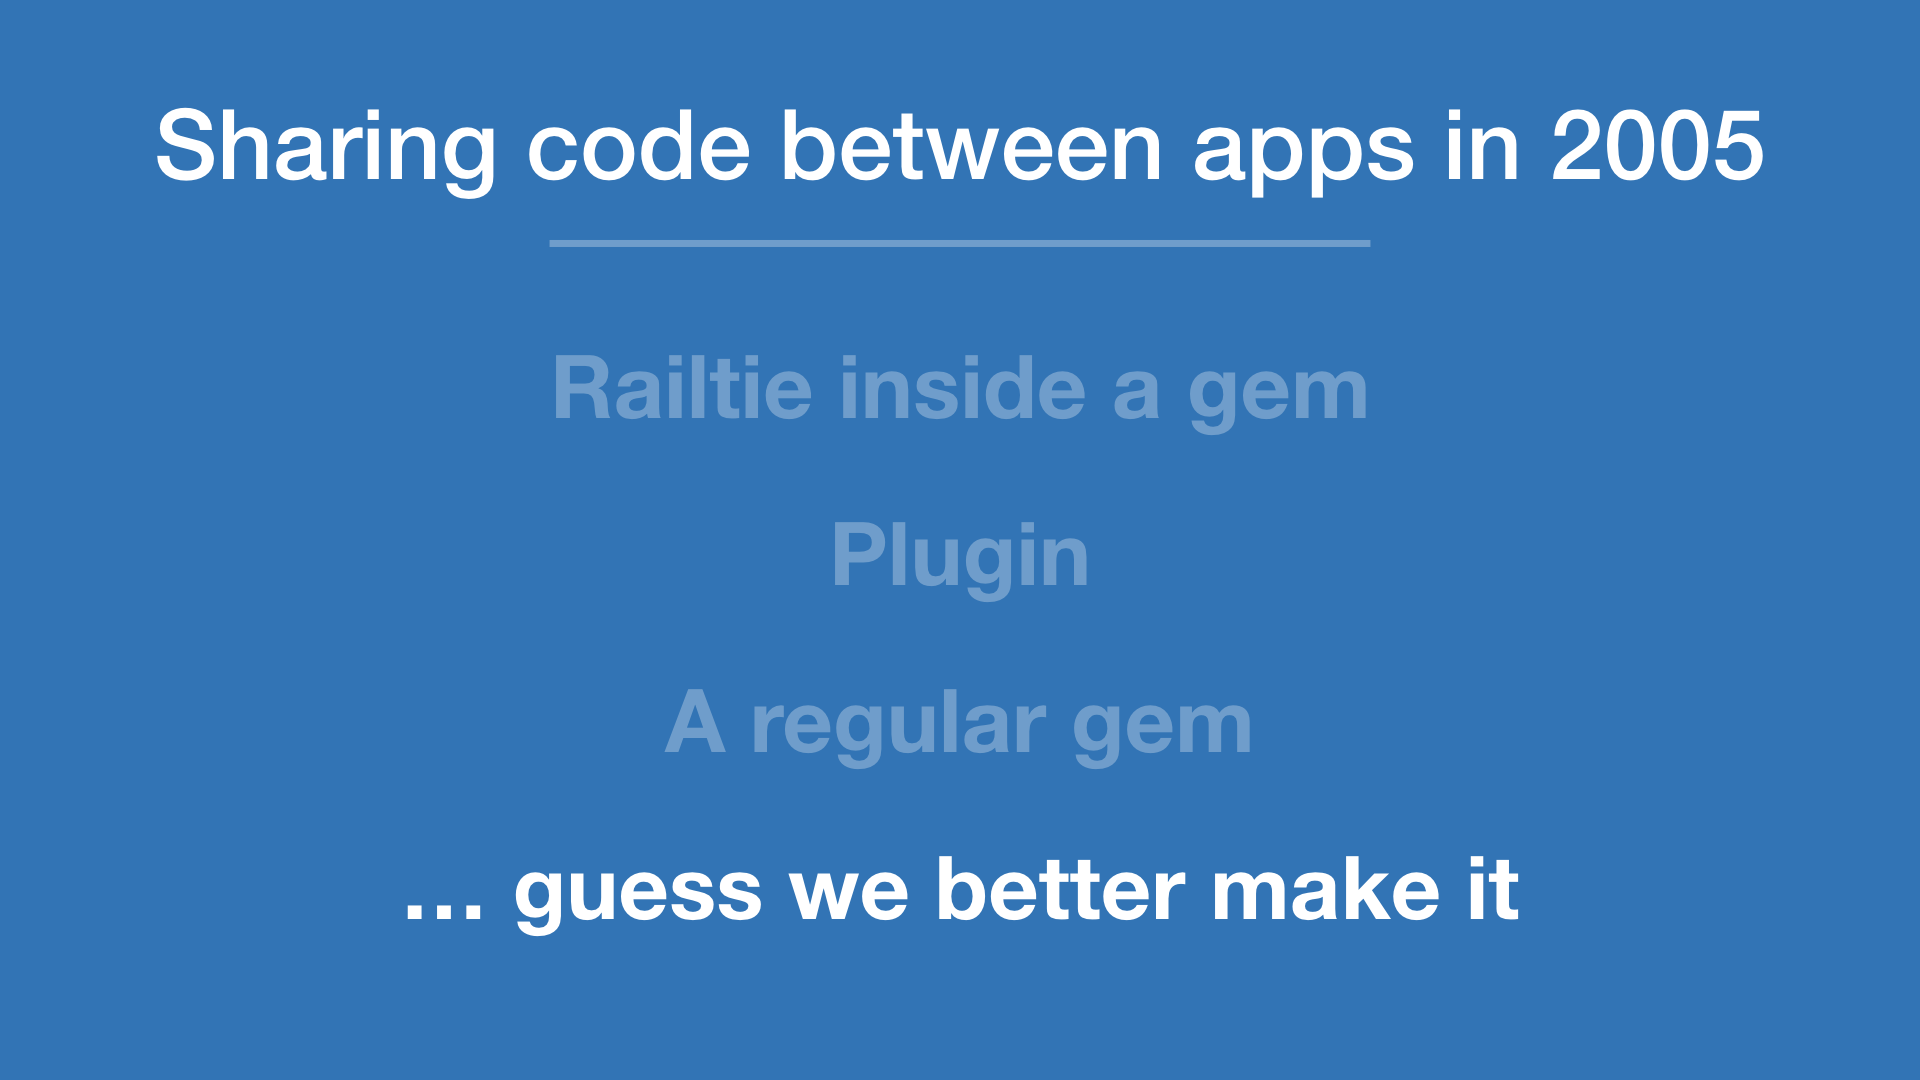 Sharing code between apps in 2005
Railtie inside a gem
Plugin
A regular gem
… guess we better make it